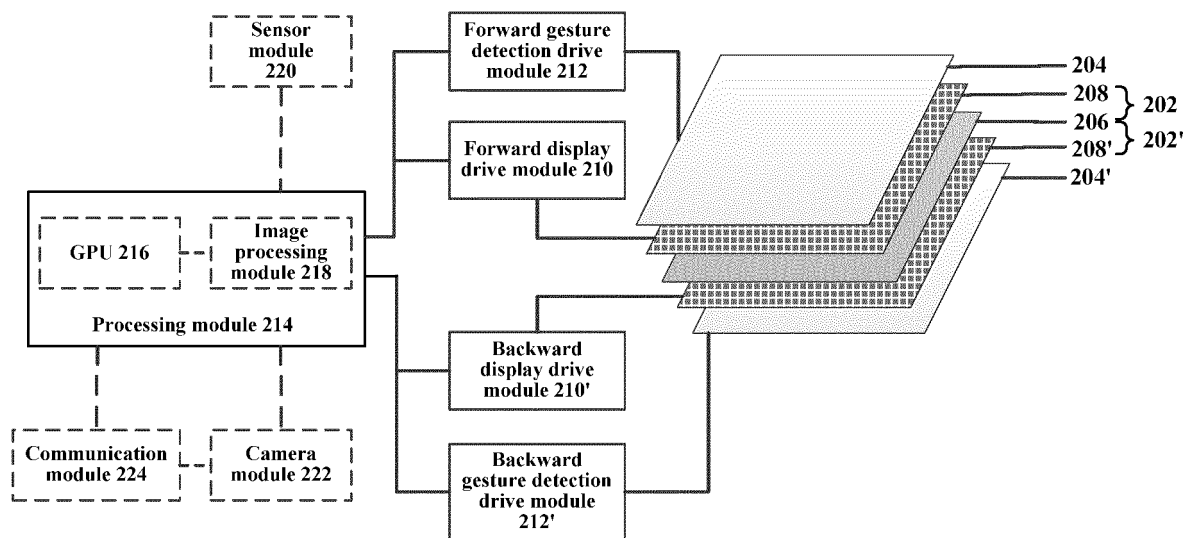 Sensor
module
220
Forward gesture
detection drive
module 212
Forward display
drive module 210
GPU 216
Image
processing
module 218
Processing module 214
Backward
display drive
module 210'
Communication
module 224
Camera
module 222
Backward
gesture detection
drive module
212'
204
208
202
206
208'
202'
204'